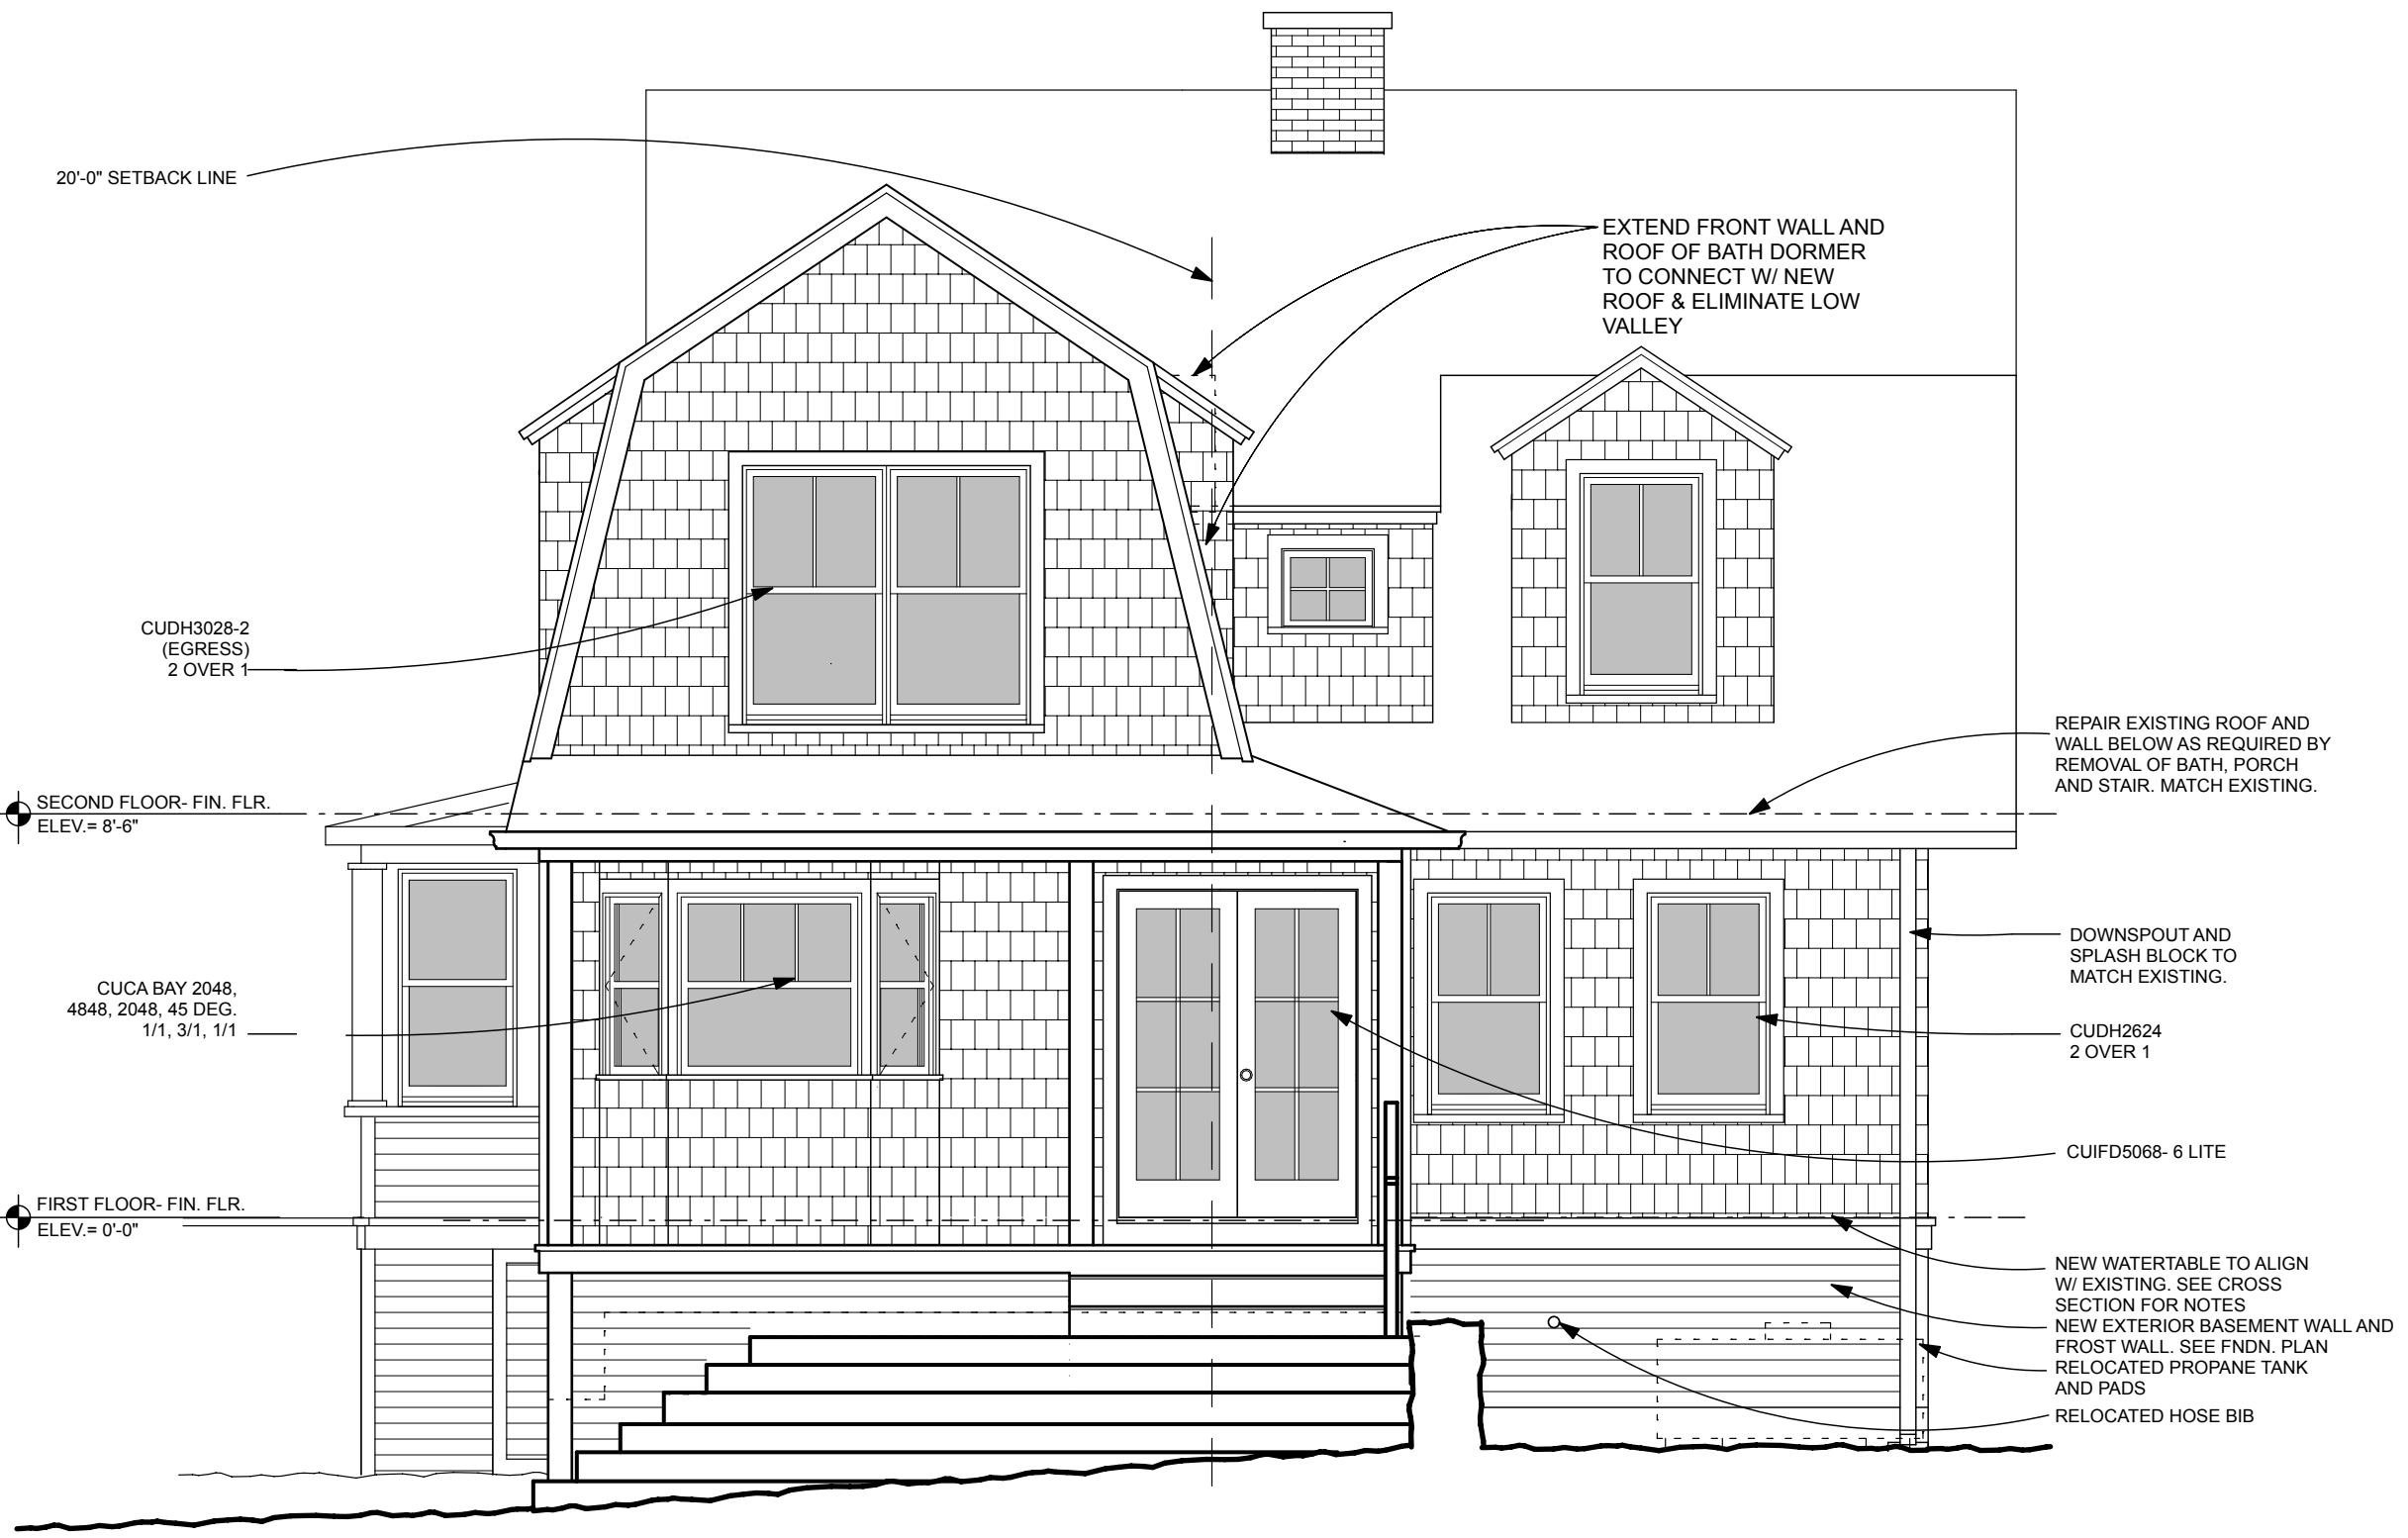 20'-0" SETBACK LINE
EXTEND FRONT WALL AND
ROOF OF BATH DORMER
TO CONNECT W/ NEW
ROOF & ELIMINATE LOW
VALLEY
CUDH3028-2
(EGRESS)
2 OVER 1
REPAIR EXISTING ROOF AND
WALL BELOW AS REQUIRED BY
REMOVAL OF BATH, PORCH
AND STAIR. MATCH EXISTING.
SECOND FLOOR- FIN. FLR.
ELEV.= 8'-6"
DOWNSPOUT AND
SPLASH BLOCK TO
MATCH EXISTING.
CUCA BAY 2048,
4848, 2048, 45 DEG.
1/1, 3/1, 1/1
CUDH2624
2 OVER 1
CUIFD5068- 6 LITE
FIRST FLOOR- FIN. FLR.
ELEV.= 0'-0"
NEW WATERTABLE TO ALIGN
W/ EXISTING. SEE CROSS
SECTION FOR NOTES
NEW EXTERIOR BASEMENT WALL AND
FROST WALL. SEE FNDN. PLAN
RELOCATED PROPANE TANK
AND PADS
RELOCATED HOSE BIB